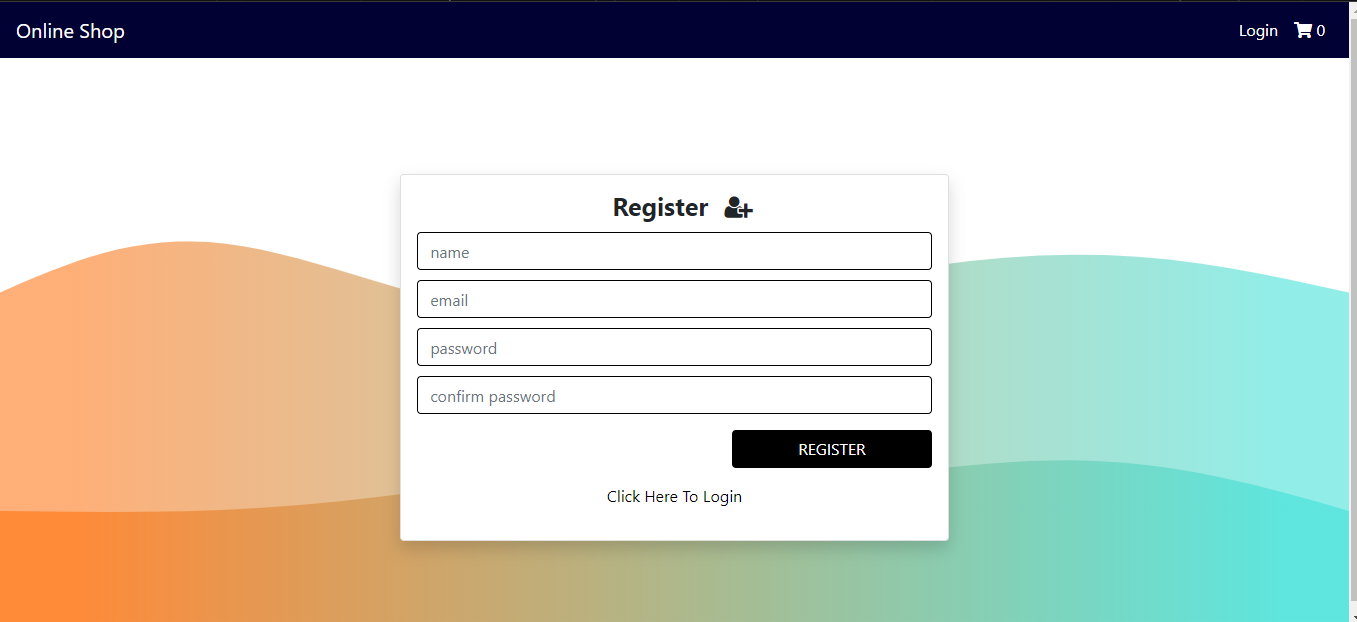 Online Shop
Login 0
Register
name
email
password
confirm password
REGISTER
Click Here To Login